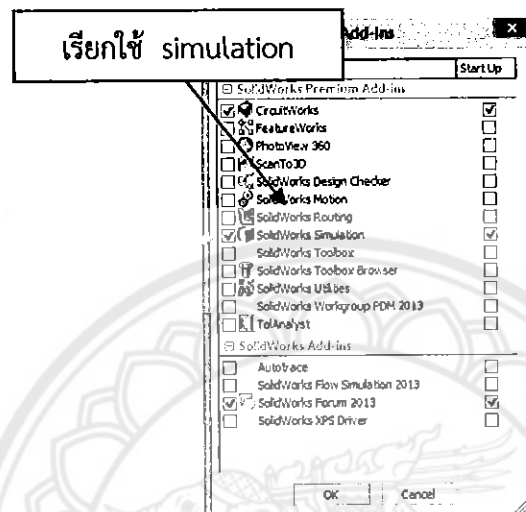 เรียกใช้ simulation
Add-Ins
Start Up
SolidWorks Premium Add-ins
CircuitWorks
FeatureWorks
PhotoView 360
ScanTo3D
SolidWorks Design Checker
SolidWorks Motion
SolidWorks Routing
SolidWorks Simulation
SolidWorks Toolbox
SolidWorks Toolbox Browser
SolidWorks Utilities
SolidWorks Workgroup PDM 2013
TolAnalyst
SolidWorks Add-ins
Autotrace
SolidWorks Flow Simulation 2013
SolidWorks Forum 2013
SolidWorks XPS Driver
OK Cancel